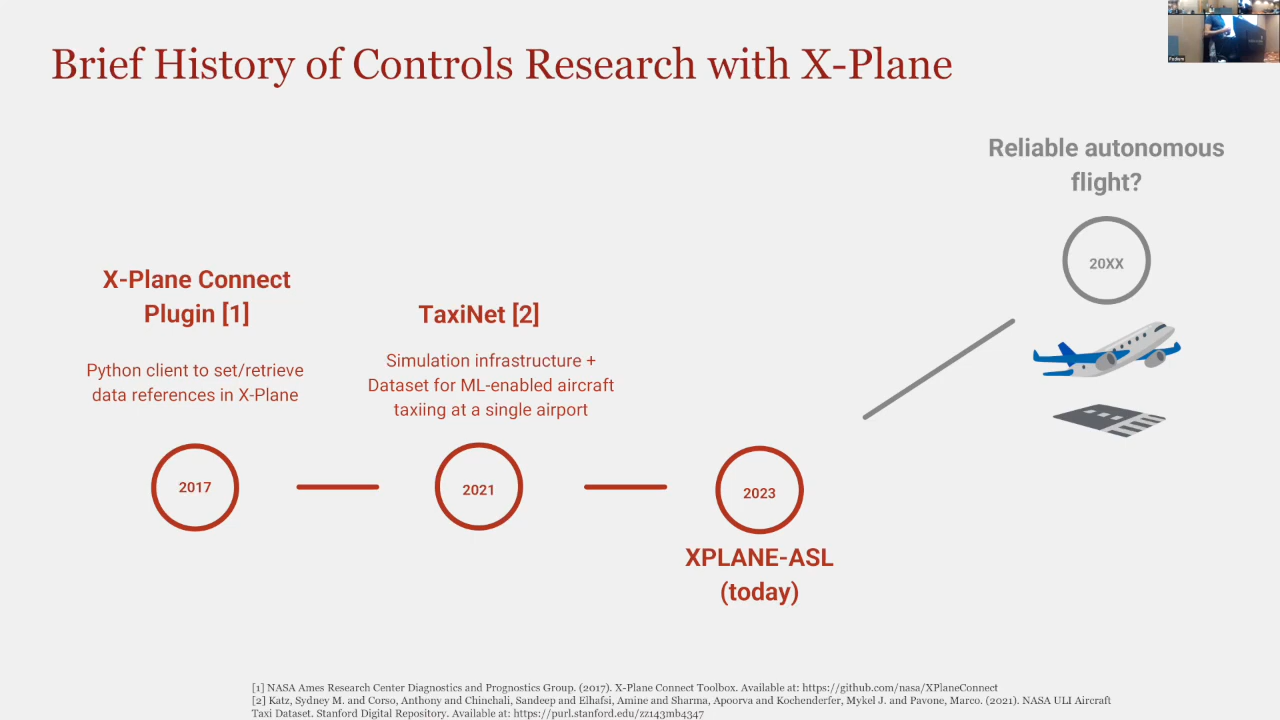 Brief History of Controls Research with X-Plane
Podium
Reliable autonomous
flight?
20XX
X-Plane Connect
Plugin [1]
Python client to set/retrieve
data references in X-Plane
2017
TaxiNet [2]
Simulation infrastructure +
Dataset for ML-enabled aircraft
taxiing at a single airport
2021
2023
XPLANE-ASL
(today)
[1] NASA Ames Research Center Diagnostics and Prognostics Group. (2017). X-Plane Connect Toolbox. Available at: https://github.com/nasa/XPlaneConnect
[2] Katz, Sydney M. and Corso, Anthony and Chinchali, Sandeep and Elhafsi, Amine and Sharma, Apoorva and Kochenderfer, Mykel J. and Pavone, Marco. (2021). NASA ULI Aircraft
Taxi Dataset. Stanford Digital Repository. Available at: https://purl.stanford.edu/zz143mb4347